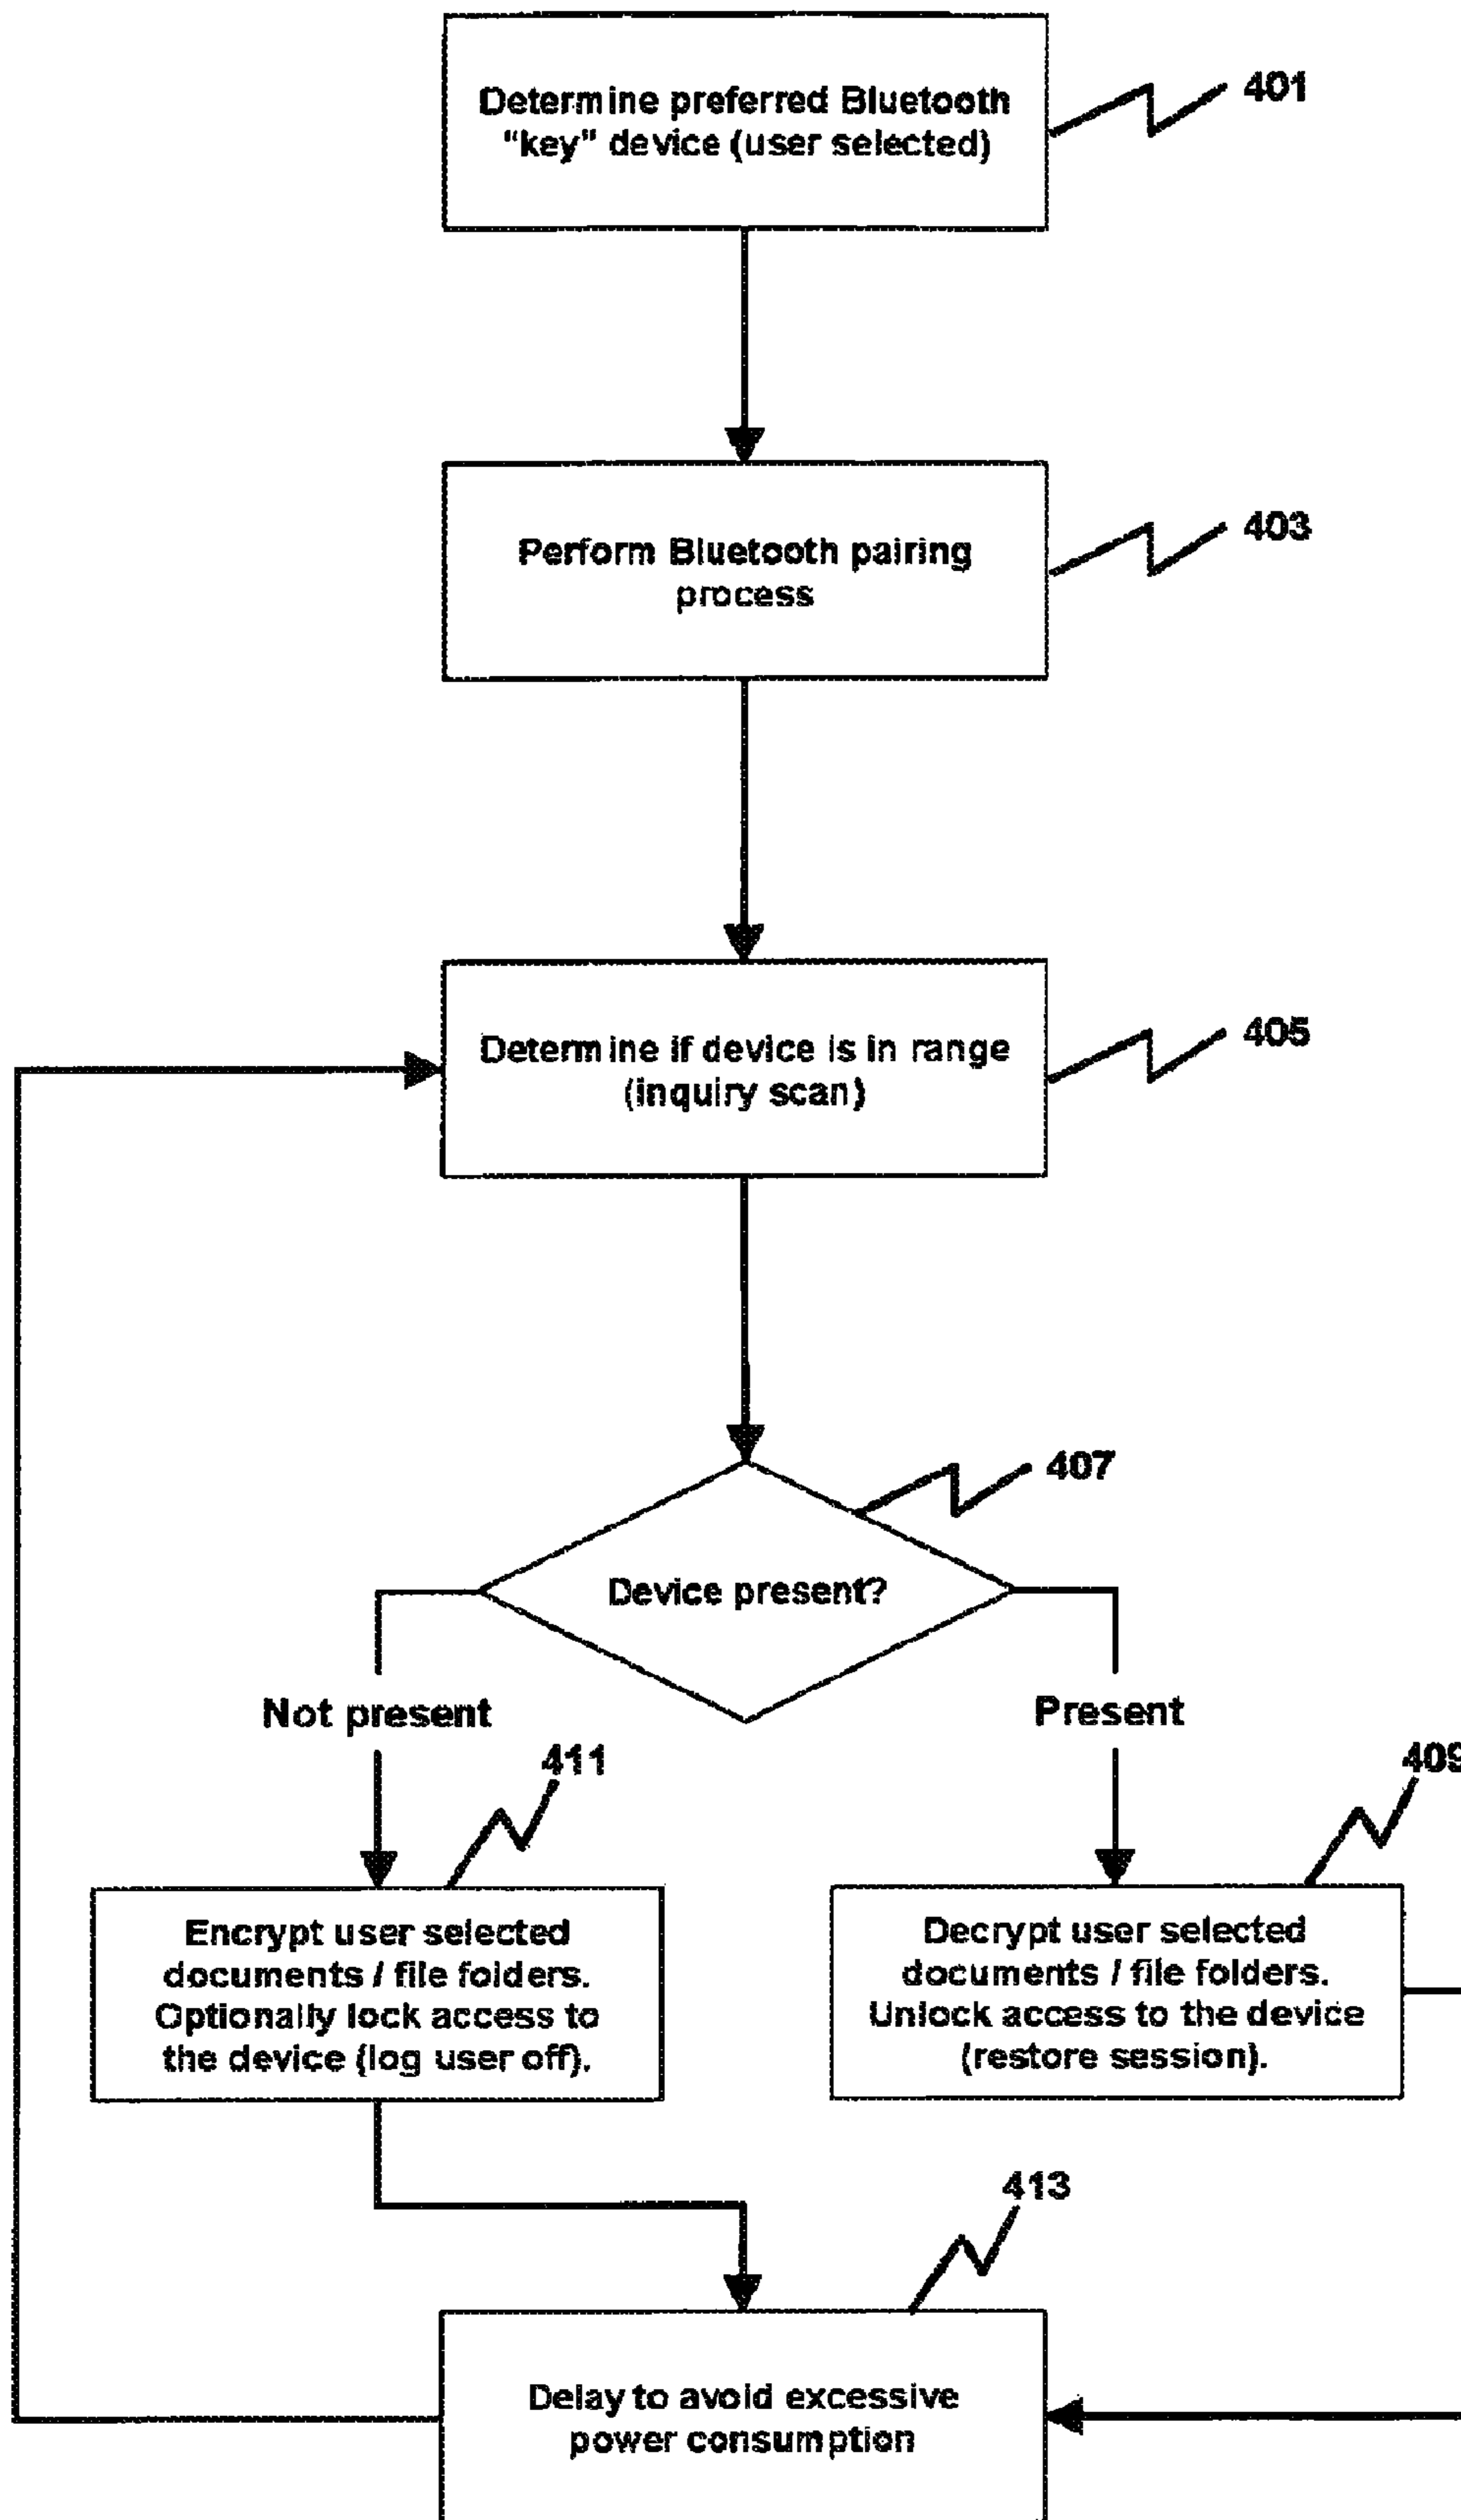 Determine preferred Bluetooth
"key" device (user selected)
401
Perform Bluetooth pairing
process
403
Determine if device is in range
(inquiry scan)
405
407
Device present?
Not present
Present
411
409
Encrypt user selected
documents / file folders.
Optionally lock access to
the device (log user off).
Decrypt user selected
documents / file folders.
Unlock access to the device
(restore session).
413
Delay to avoid excessive
power consumption